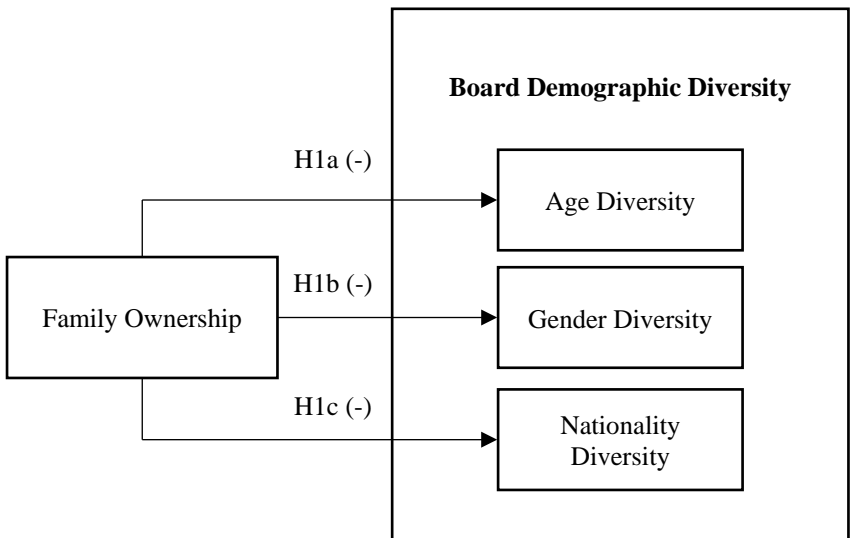 Board Demographic Diversity
H1a (-)
Age Diversity
H1b (-)
Family Ownership
Gender Diversity
H1c (-)
Nationality
Diversity